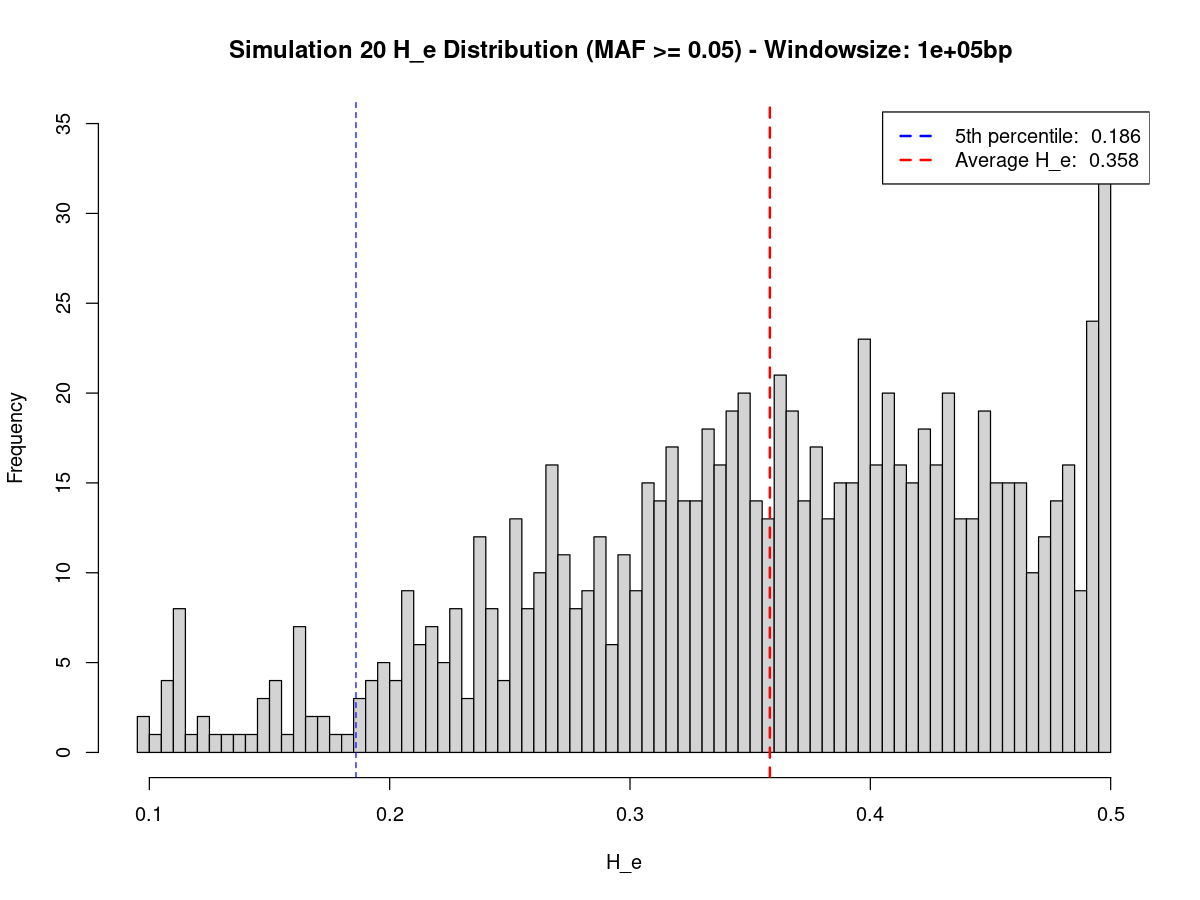 Simulation 20 H_e Distribution (MAF >= 0.05) - Windowsize: 1e+05bp
5th percentile:  0.186
Average H_e:  0.358
Frequency
35
30
25
20
15
10
5
0
0.1
0.2
0.3
0.4
0.5
H_e